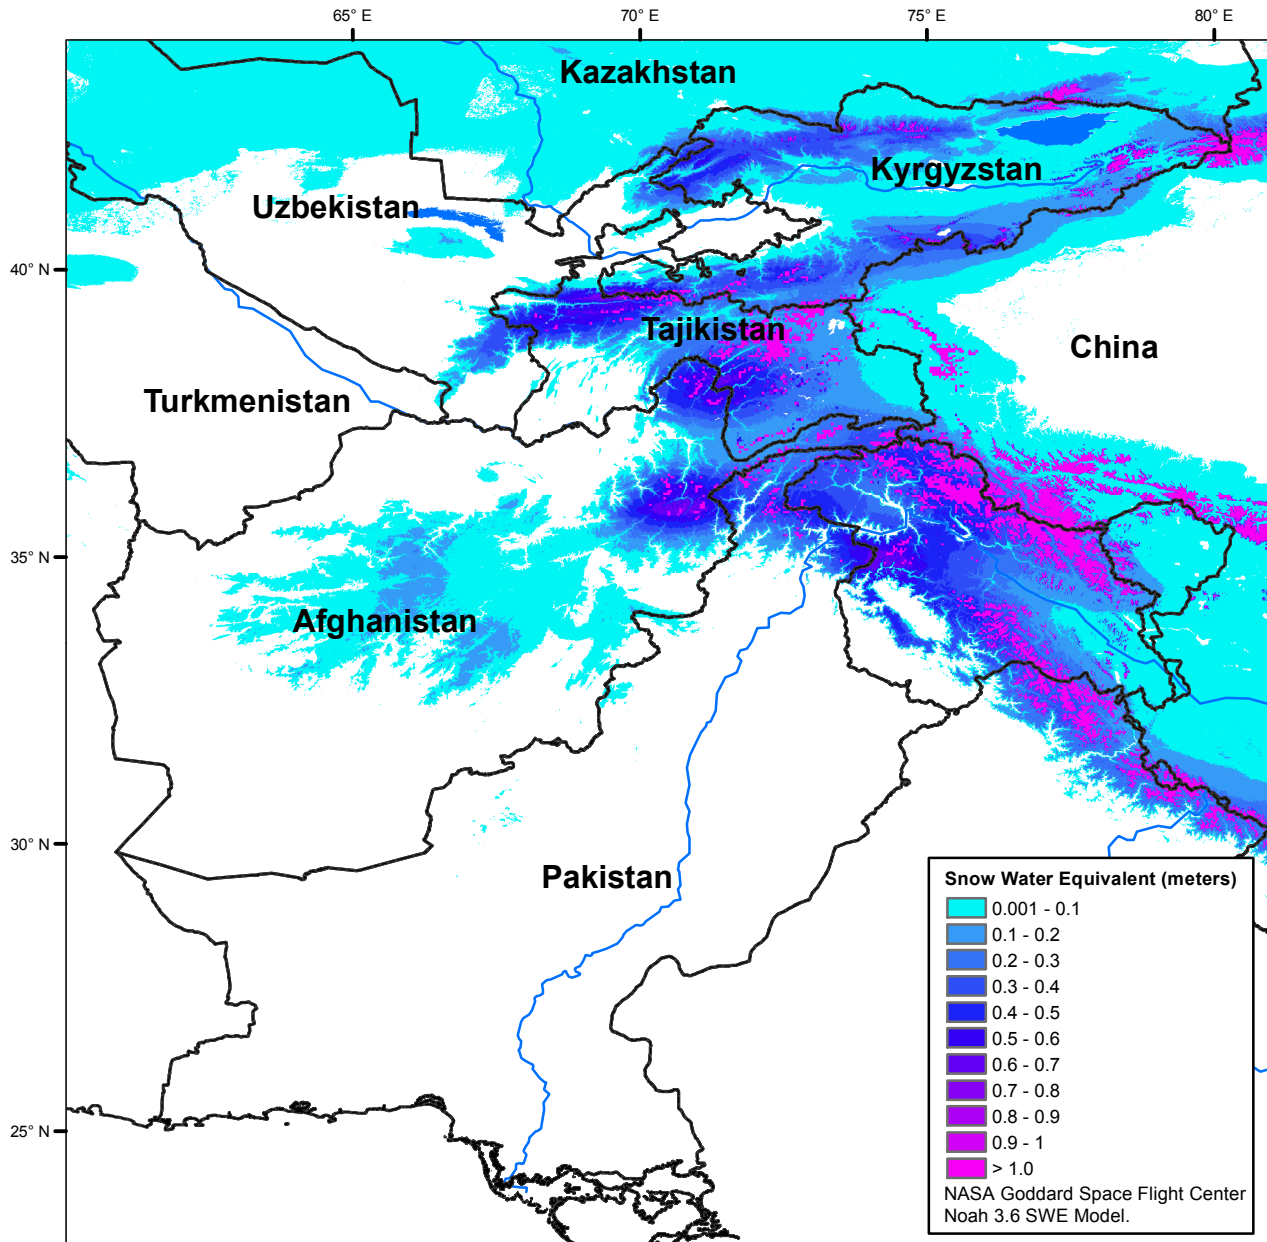 65° E
70° E
75° E
80° E
Kazakhstan
Kyrgyzstan
Uzbekistan
40° N
Tajikistan
China
Turkmenistan
35° N
Afghanistan
30° N
Pakistan
25° N
Snow Water Equivalent (meters)
0.001 - 0.1
0.1 - 0.2
0.2 - 0.3
0.3 - 0.4
0.4 - 0.5
0.5 - 0.6
0.6 - 0.7
0.7 - 0.8
0.8 - 0.9
0.9 - 1
> 1.0
NASA Goddard Space Flight Center
Noah 3.6 SWE Model.